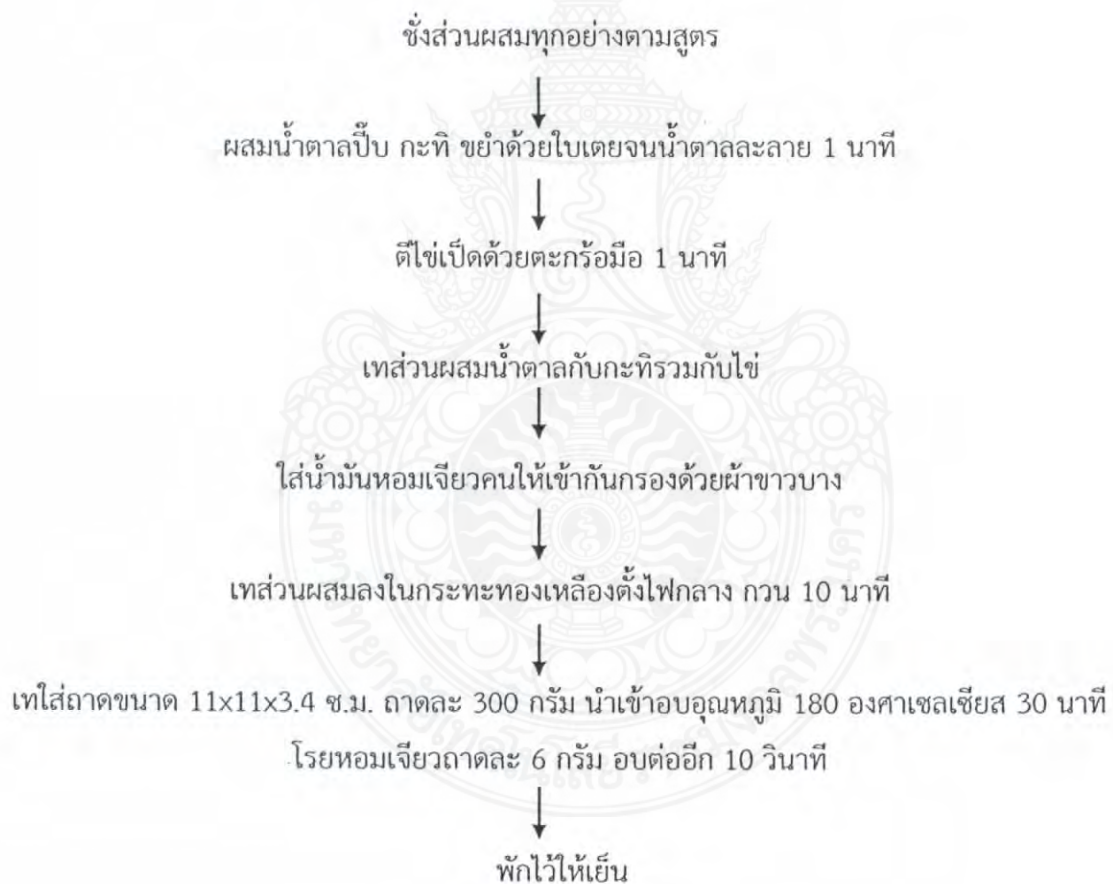 ชั่งส่วนผสมทุกอย่างตามสูตร
ผสมน้ำตาลปี๊บ กะทิ ขยำด้วยใบเตยจนน้ำตาลละลาย 1 นาที
ตีไข่เป็ดด้วยตะกร้อมือ 1 นาที
เทส่วนผสมน้ำตาลกับกะทิรวมกับไข่
ใส่น้ำมันหอมเจียวคนให้เข้ากันกรองด้วยผ้าขาวบาง
เทส่วนผสมลงในกระทะทองเหลืองตั้งไฟกลาง กวน 10 นาที
เทใส่ถาดขนาด 11x11x3.4 ซ.ม. ถาดละ 300 กรัม นำเข้าอบอุณหภูมิ 180 องศาเซลเซียส 30 นาที
โรยหอมเจียวถาดละ 6 กรัม อบต่ออีก 10 วินาที
พักไว้ให้เย็น